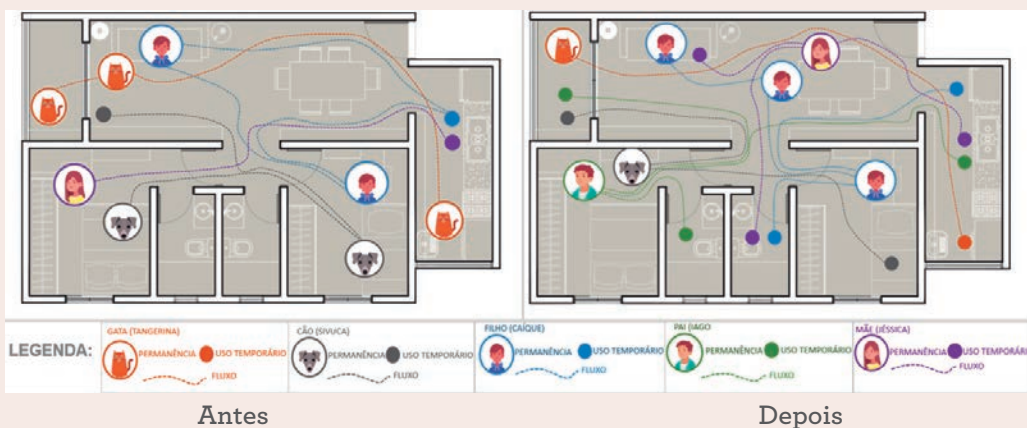 LEGENDA:
GATA (TANGERINA)
PERMANÊNCIA
USO TEMPORÁRIO
FLUXO
CÃO (SIVUCA)
PERMANÊNCIA
USO TEMPORÁRIO
FLUXO
FILHO (CAÍQUE)
PERMANÊNCIA
USO TEMPORÁRIO
FLUXO
PAI (IAGO
PERMANÊNCIA
USO TEMPORÁRIO
FLUXO
MÃE (JÉSSICA)
PERMANÊNCIA
USO TEMPORÁR
FLUXO
Antes
Depois